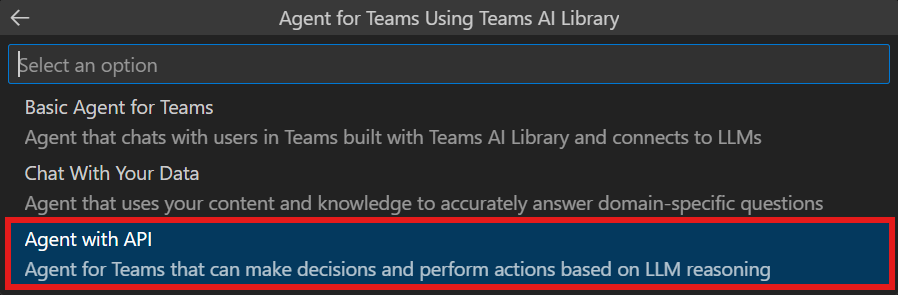 Agent for Teams Using Teams AI Library
Select an option
Basic Agent for Teams
Agent that chats with users in Teams built with Teams AI Library and connects to LLMs
Chat With Your Data
Agent that uses your content and knowledge to accurately answer domain-specific questions
Agent with API
Agent for Teams that can make decisions and perform actions based on LLM reasoning